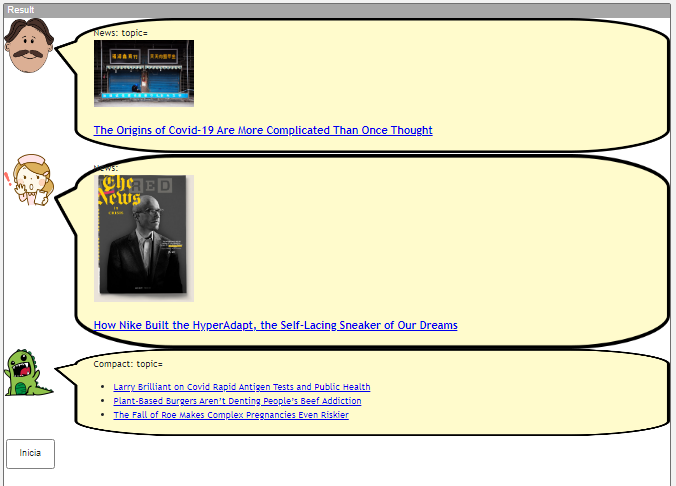 Result
News: topic=
The Origins of Covid-19 Are More Complicated Than Once Thought
News:
The
News
WIRED
How Nike Built the HyperAdapt, the Self-Lacing Sneaker of Our Dreams
Compact: topic=
Larry Brilliant on Covid Rapid Antigen Tests and Public Health
Plant-Based Burgers Aren't Denting People's Beef Addiction
The Fall of Roe Makes Complex Pregnancies Even Riskier
Inicia